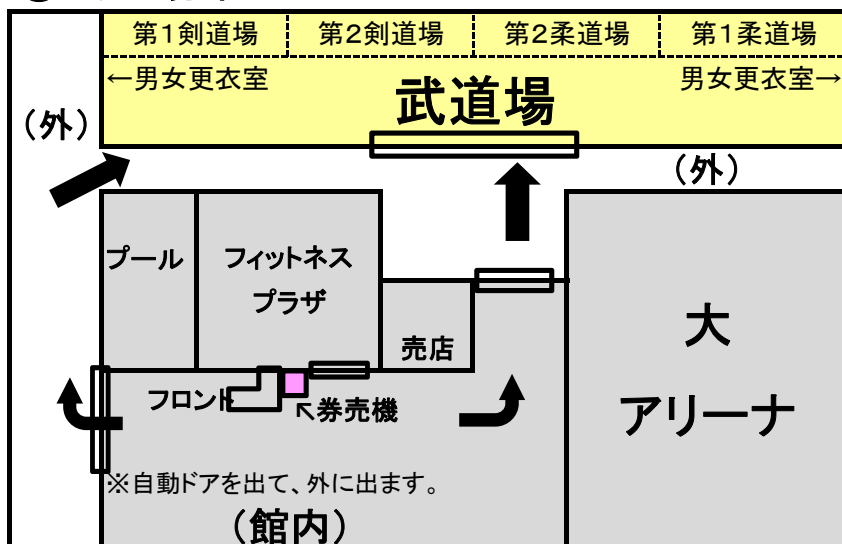 第1剣道場 第2剣道場 第2柔道場 第1柔道場
←男女更衣室 男女更衣室→
武道場
(外)
(外)
プール
フィットネス
プラザ
売店
大
アリーナ
フロント
↖券売機
※自動ドアを出て、外に出ます。
(館内)